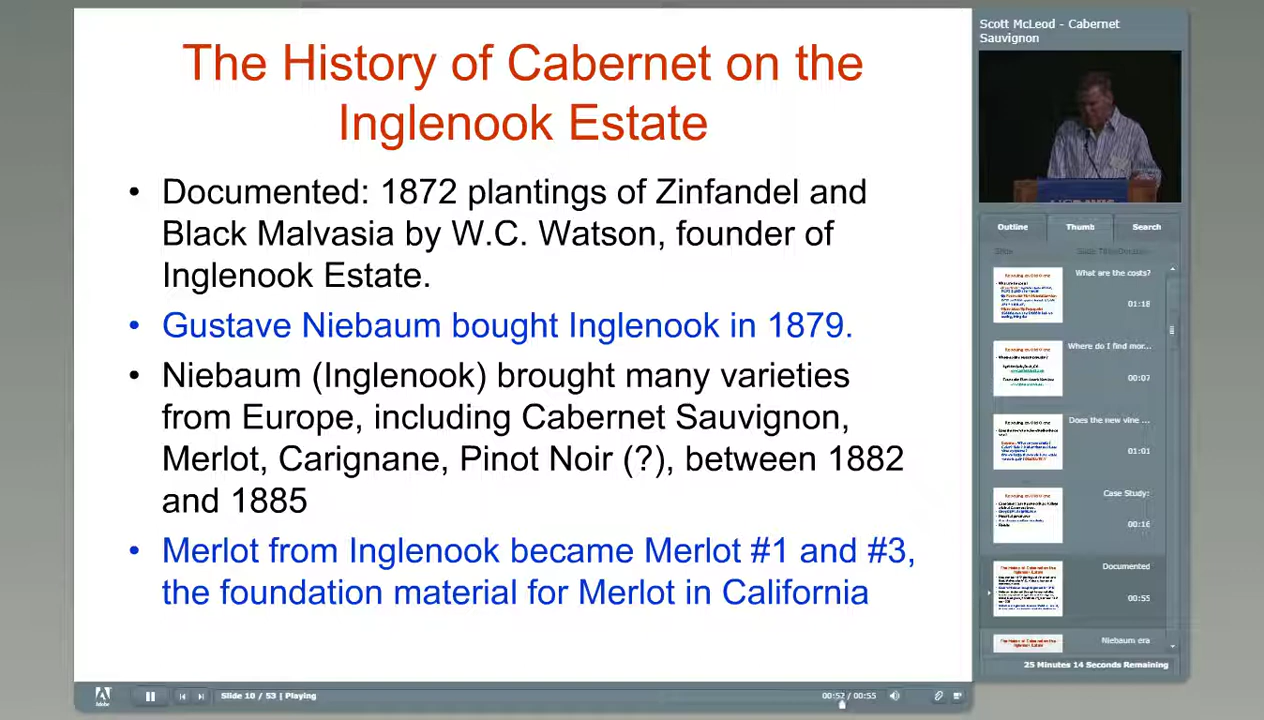 The History of Cabernet on the
Inglenook Estate
• Documented: 1872 plantings of Zinfandel and
Black Malvasia by W.C. Watson, founder of
Inglenook Estate.
• Gustave Niebaum bought Inglenook in 1879.
• Niebaum (Inglenook) brought many varieties
from Europe, including Cabernet Sauvignon,
Merlot, Carignane, Pinot Noir (?), between 1882
and 1885
• Merlot from Inglenook became Merlot #1 and #3,
the foundation material for Merlot in California
Scott McLeod - Cabernet
Sauvignon
Outline
Thumb
Search
What are the costs?
01:18
Where do I find mor...
00:07
Does the new vine ...
01:01
Case Study:
00:16
Documented
00:55
Niebaum era
25 Minutes 14 Seconds Remaining
Adobe
Slide 10 / 53 | Playing
00:52 / 00:55